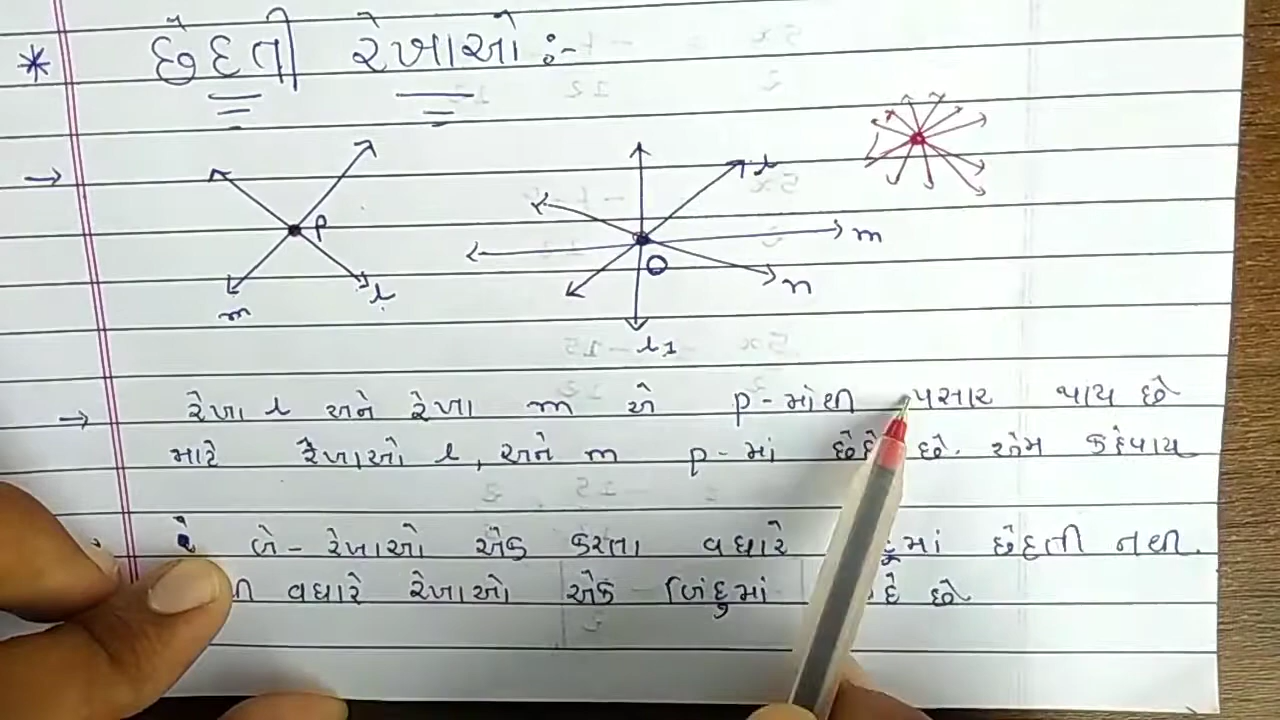 * છેદતી રેખાઓ :-
p
l
m
l
m
O
n
l1
→ રેખા l અને રેખા m એ p-માંથી પસાર થાય છે
માટે રેખાઓ l, અને m p-માં છેદે છે. એમ કહેવાય
બે-રેખાઓ એક કરતા વધારે છેદતી નથી.
વધારે રેખાઓ એક બિંદુમાં છે